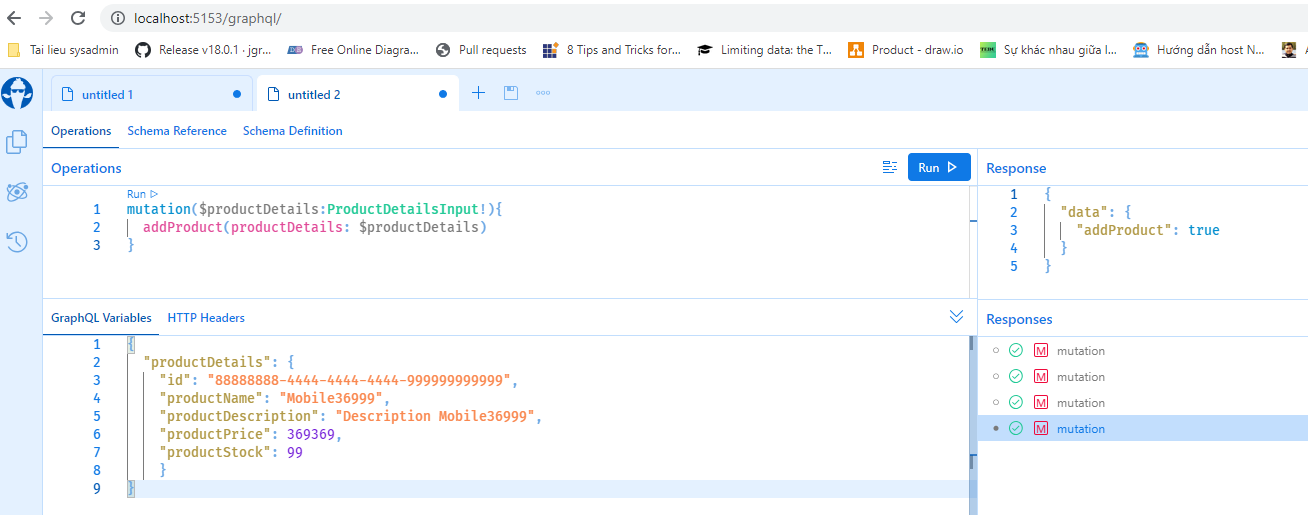 localhost:5153/graphql/
Tai lieu sysadmin Release v18.0.1 · jgr... Free Online Diagra... Pull requests 8 Tips and Tricks for... Limiting data: the T... Product - draw.io Sự khác nhau giữa l... Hướng dẫn host N...
untitled 1 untitled 2
Operations Schema Reference Schema Definition
Operations Run Response
Run
1 mutation($productDetails:ProductDetailsInput!){
2 addProduct(productDetails: $productDetails)
3 }
1 {
2 "data": {
3 "addProduct": true
4 }
5 }
GraphQL Variables HTTP Headers
1 {
2 "productDetails": {
3 "id": "88888888-4444-4444-4444-999999999999",
4 "productName": "Mobile36999",
5 "productDescription": "Description Mobile36999",
6 "productPrice": 369369,
7 "productStock": 99
8 }
9 }
Responses
M mutation
M mutation
M mutation
M mutation